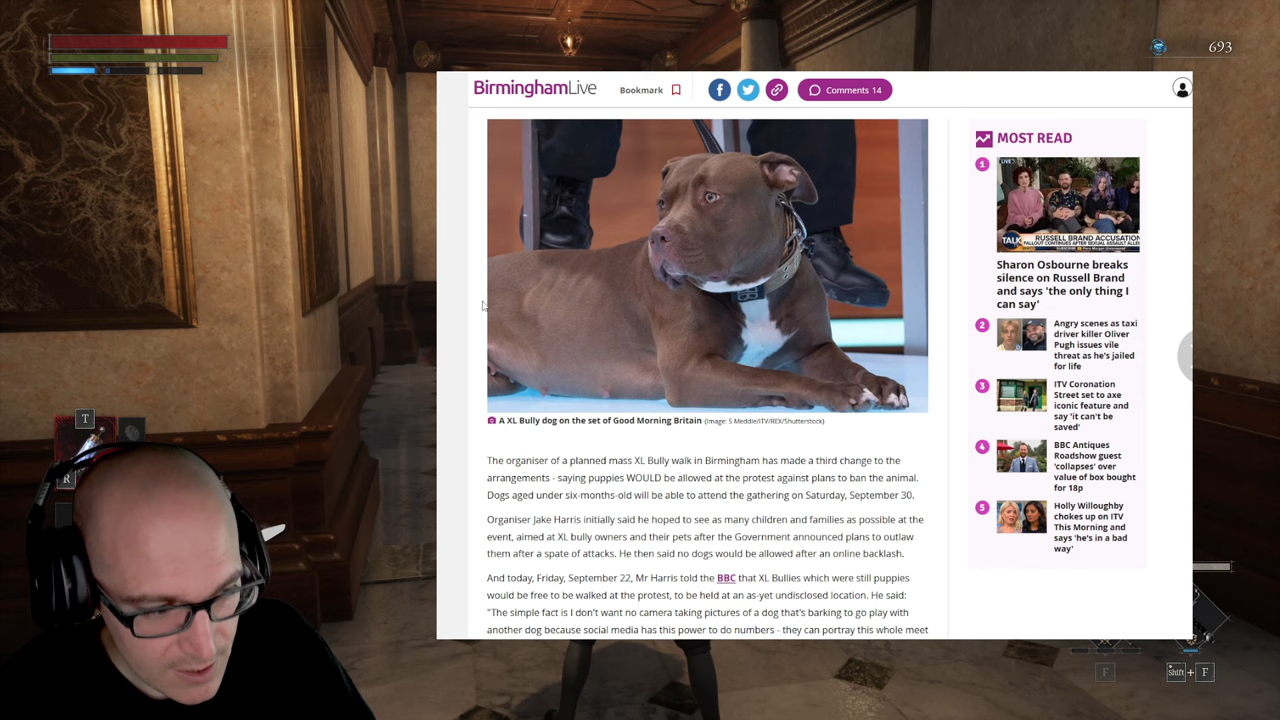 693
BirminghamLive
Bookmark
Comments 14
A XL Bully dog on the set of Good Morning Britain (Image: S Meddle/ITV/REX/Shutterstock)
The organiser of a planned mass XL Bully walk in Birmingham has made a third change to the
arrangements - saying puppies WOULD be allowed at the protest against plans to ban the animal.
Dogs aged under six-months-old will be able to attend the gathering on Saturday, September 30.
Organiser Jake Harris initially said he hoped to see as many children and families as possible at the
event, aimed at XL bully owners and their pets after the Government announced plans to outlaw
them after a spate of attacks. He then said no dogs would be allowed after an online backlash.
And today, Friday, September 22, Mr Harris told the BBC that XL Bullies which were still puppies
would be free to be walked at the protest, to be held at an as-yet undisclosed location. He said:
"The simple fact is I don't want no camera taking pictures of a dog that's barking to go play with
another dog because social media has this power to do numbers - they can portray this whole meet
MOST READ
1
LIVE
TALK
RUSSELL BRAND ACCUSATION
FALLOUT CONTINUES AFTER SEXUAL ASSAULT ALLEG
Sharon Osbourne breaks
silence on Russell Brand
and says 'the only thing I
can say'
2
Angry scenes as taxi
driver killer Oliver
Pugh issues vile
threat as he's jailed
for life
3
ITV Coronation
Street set to axe
iconic feature and
say 'it can't be
saved'
4
BBC Antiques
Roadshow guest
'collapses' over
value of box bought
for 18p
5
Holly Willoughby
chokes up on ITV
This Morning and
says 'he's in a bad
way'
T
R
F
Shift + F